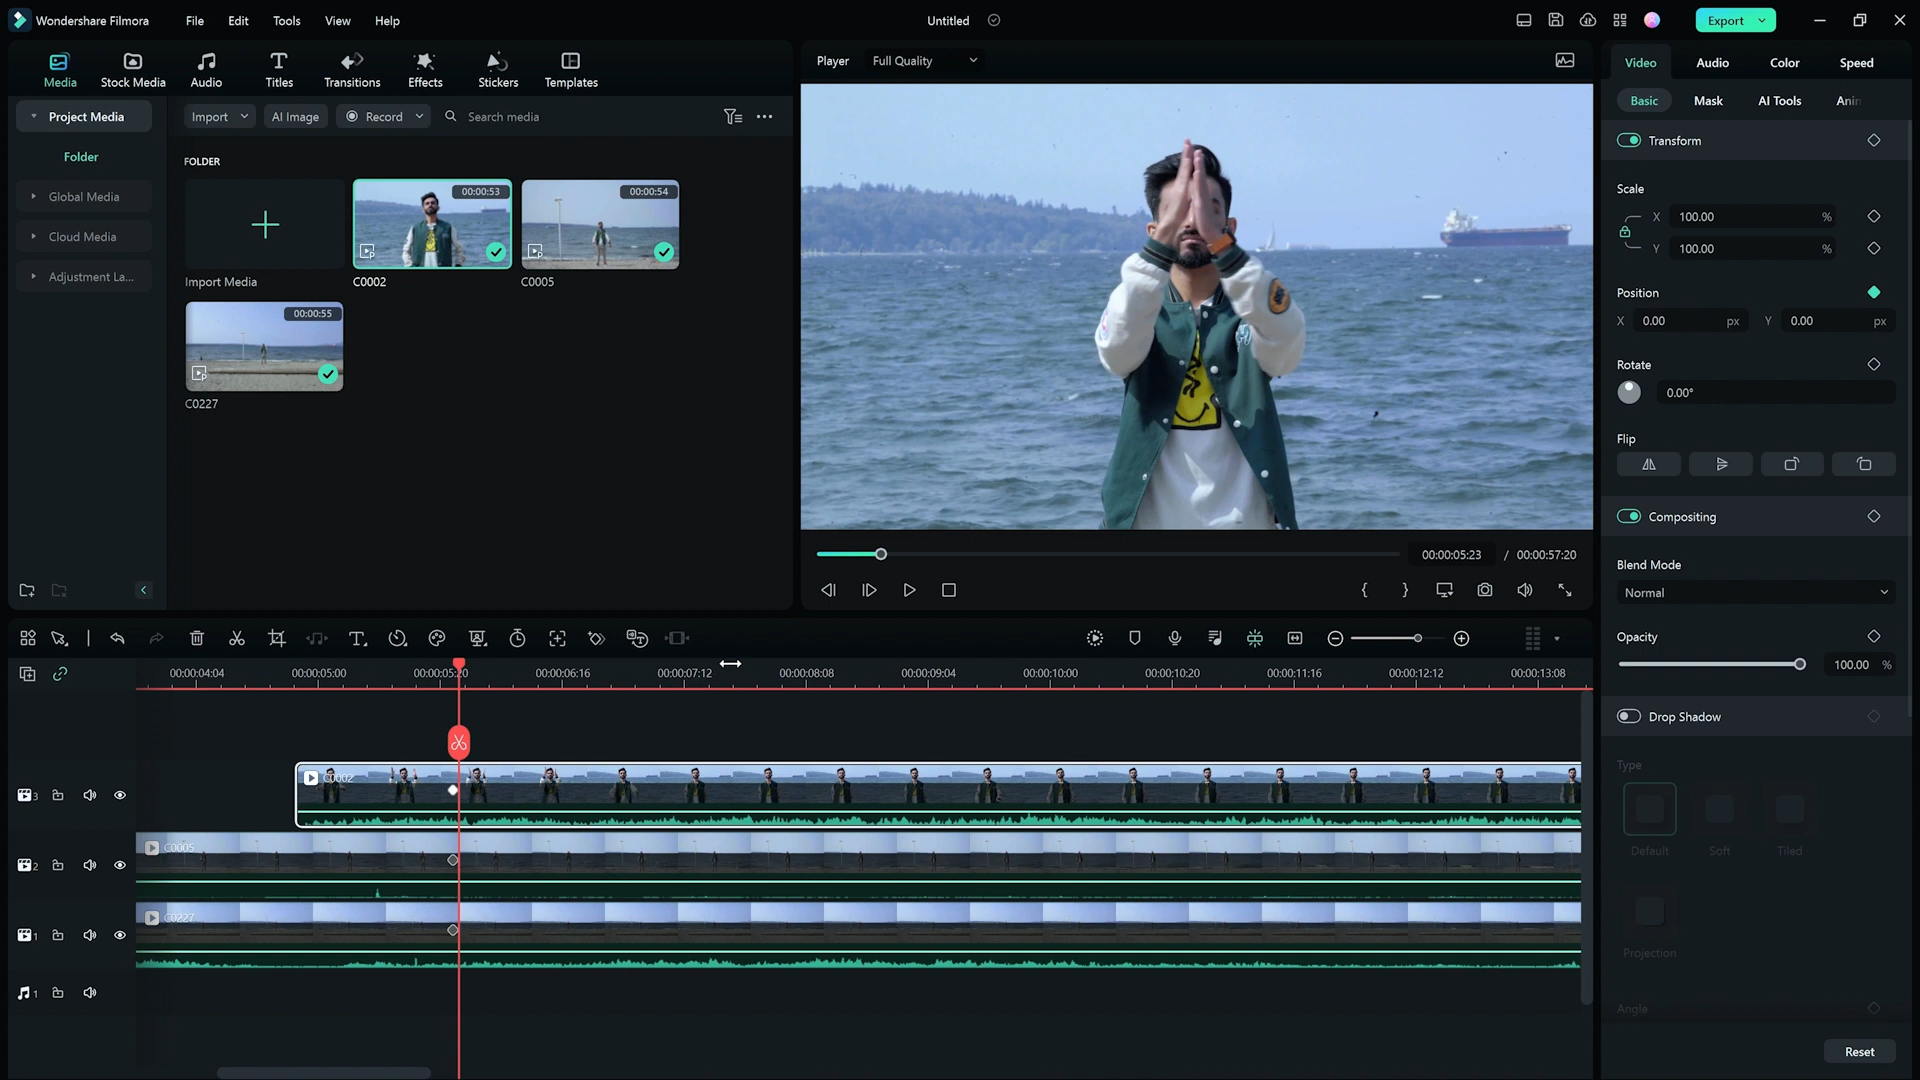 Wondershare Filmora
File Edit Tools View Help
Untitled
Export
Media Stock Media Audio Titles Transitions Effects Stickers Templates
Player Full Quality
Video Audio Color Speed
Project Media
Import AI Image Record Search media
Basic Mask AI Tools Anin
Folder
Global Media
Cloud Media
Adjustment La...
FOLDER
00:00:53 00:00:54
Import Media C0002 C0005
00:00:55
C0227
Transform
Scale
X 100.00 %
Y 100.00 %
Position
X 0.00 px Y 0.00 px
Rotate
0.00°
Flip
Compositing
Blend Mode
Normal
Opacity
100.00 %
Drop Shadow
Type
Default Soft Tiled
Projection
Angle
Reset
00:00:05:23 / 00:00:57:20
00:00:04:04 00:00:05:00 00:00:05:20 00:00:06:16 00:00:07:12 00:00:08:08 00:00:09:04 00:00:10:00 00:00:10:20 00:00:11:16 00:00:12:12 00:00:13:08
C0002
3
C0005
2
C0227
1
1